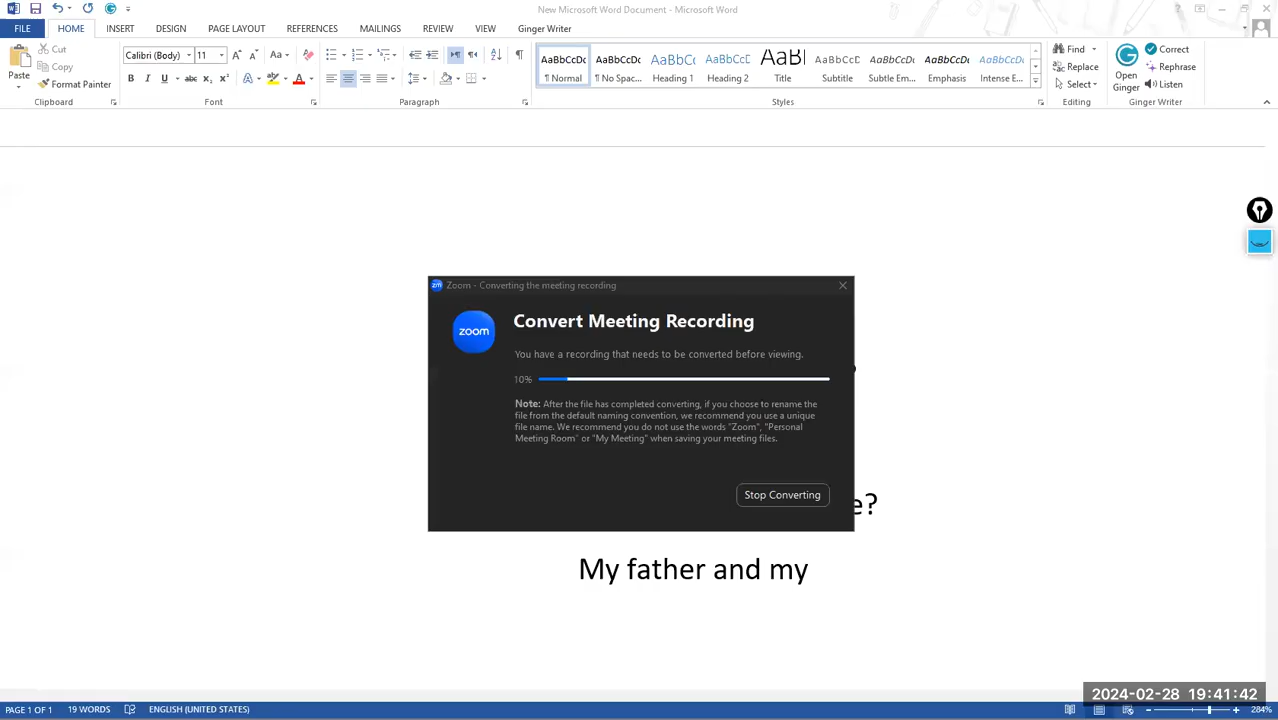 New Microsoft Word Document - Microsoft Word
FILE HOME INSERT DESIGN PAGE LAYOUT REFERENCES MAILINGS REVIEW VIEW Ginger Writer
Paste
Cut
Copy
Format Painter
Clipboard
Calibri (Body) 11
Font
Paragraph
AaBbCcDc AaBbCcDc AaBbCc AaBbCcD AaBl AaBbCcD AaBbCcDc AaBbCcDc AaBbCcDc
¶ Normal ¶ No Spac... Heading 1 Heading 2 Title Subtitle Subtle Em... Emphasis Intense E...
Styles
Find
Replace
Select
Editing
Open Ginger
Correct
Rephrase
Listen
Ginger Writer
zm Zoom - Converting the meeting recording
zoom
Convert Meeting Recording
You have a recording that needs to be converted before viewing.
10%
Note: After the file has completed converting, if you choose to rename the
file from the default naming convention, we recommend you use a unique
file name. We recommend you do not use the words "Zoom", "Personal
Meeting Room" or "My Meeting" when saving your meeting files.
Stop Converting
e?
My father and my
2024-02-28 19:41:42
PAGE 1 OF 1 19 WORDS ENGLISH (UNITED STATES) 284%